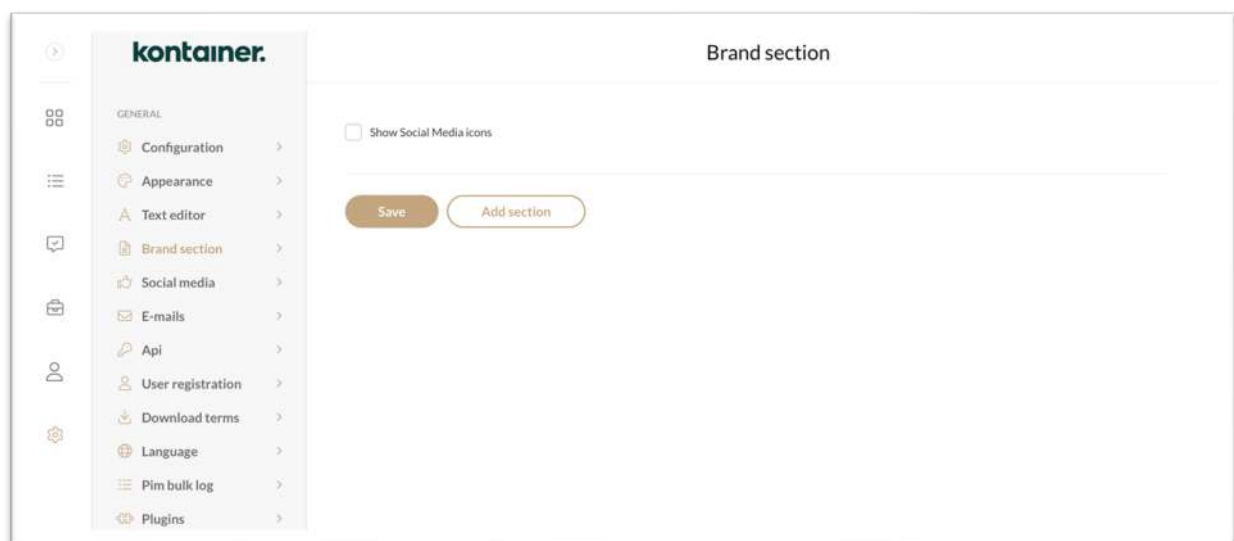 kontaıner.
Brand section
GENERAL
Configuration
Appearance
Text editor
Brand section
Social media
E-mails
Api
User registration
Download terms
Language
Pim bulk log
Plugins
Show Social Media icons
Save
Add section